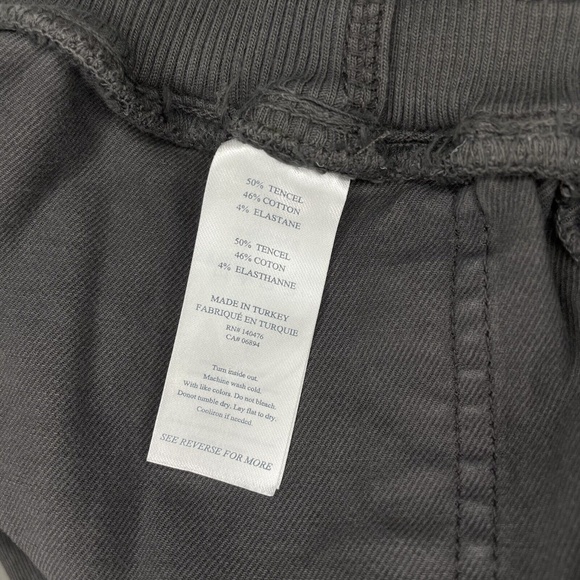 50% TENCEL
46% COTTON
4% ELASTANE
50% TENCEL
46% COTON
4% ELASTHANNE
MADE IN TURKEY
FABRIQUÉ EN TURQUIE
RN# 140476
CA# 06894
Turn inside out.
Machine wash cold.
With like colors. Do not bleach.
Donot tumble dry. Lay flat to dry.
Cooliron if needed.
SEE REVERSE FOR MORE